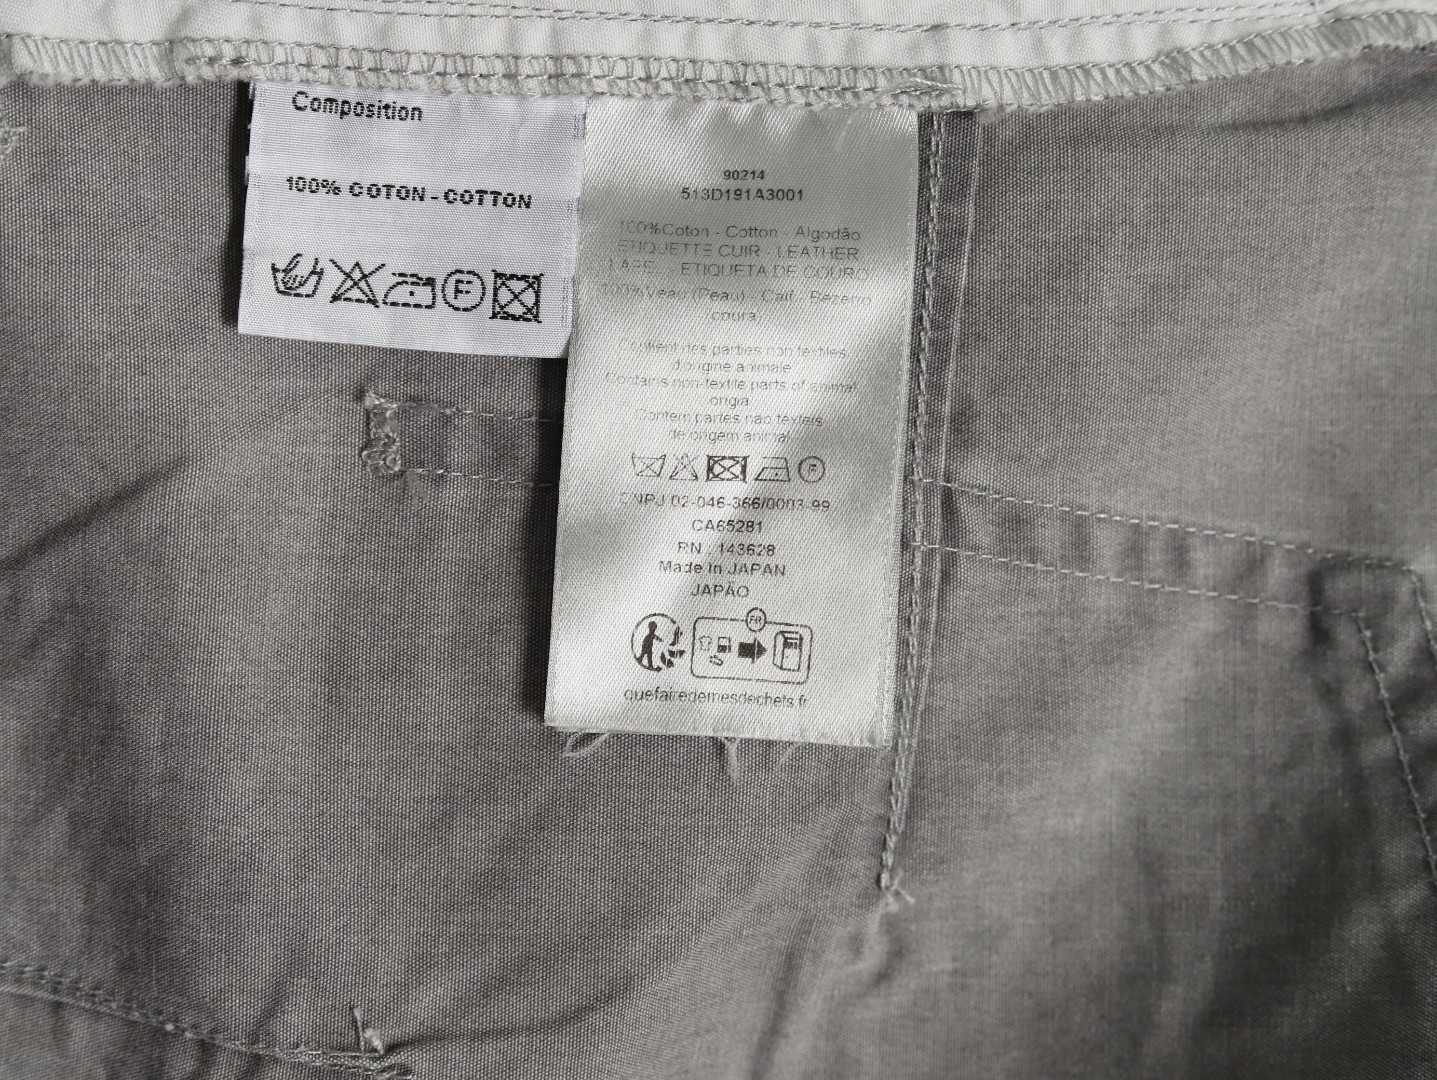 Composition
100% COTON - COTTON
F
90214
513D191A3001
100%Coton - Cotton - Algodão
ETIQUETTE CUIR - LEATHER
ETIQUETA DE COURO
100%Veau (Peau) - Calf - Bezerro
Contient des parties non textiles
d'origine animale
Contains non-textile parts of animal
origin
Contem partes não têxteis
de origem animal
F
CNPJ 02-046-366/0003-99
CA65281
RN : 143628
Made in JAPAN
JAPÃO
FR
quefairedemesdechets.fr